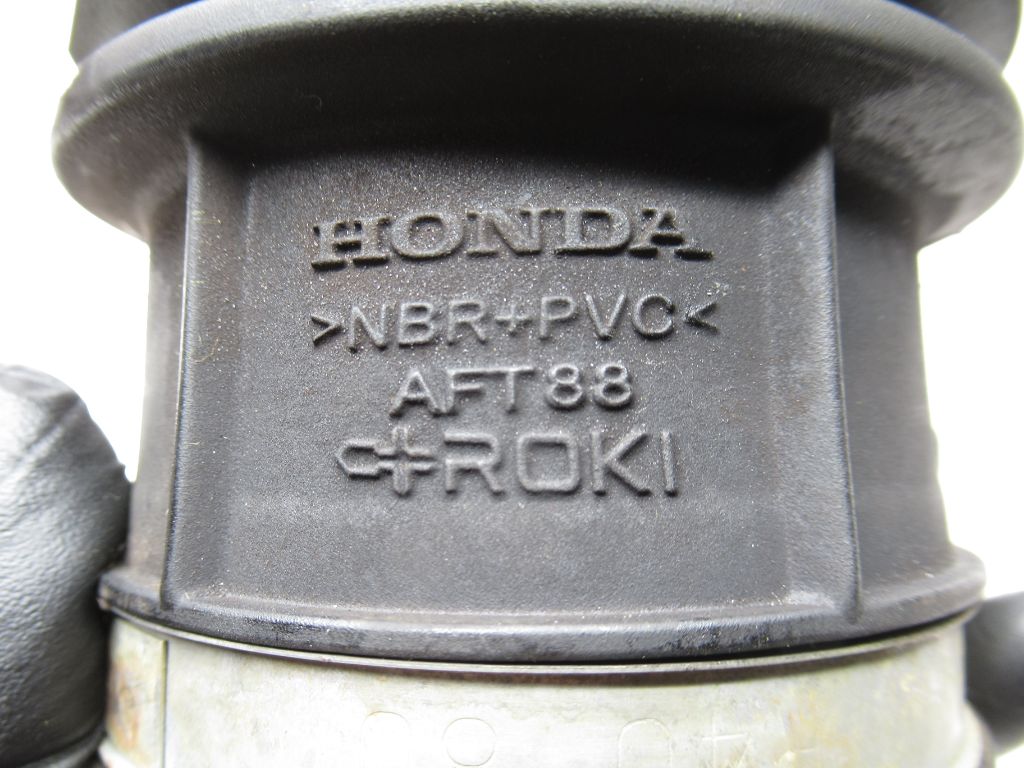 HONDA
>NBR+PVC<
AFT88
ROKI